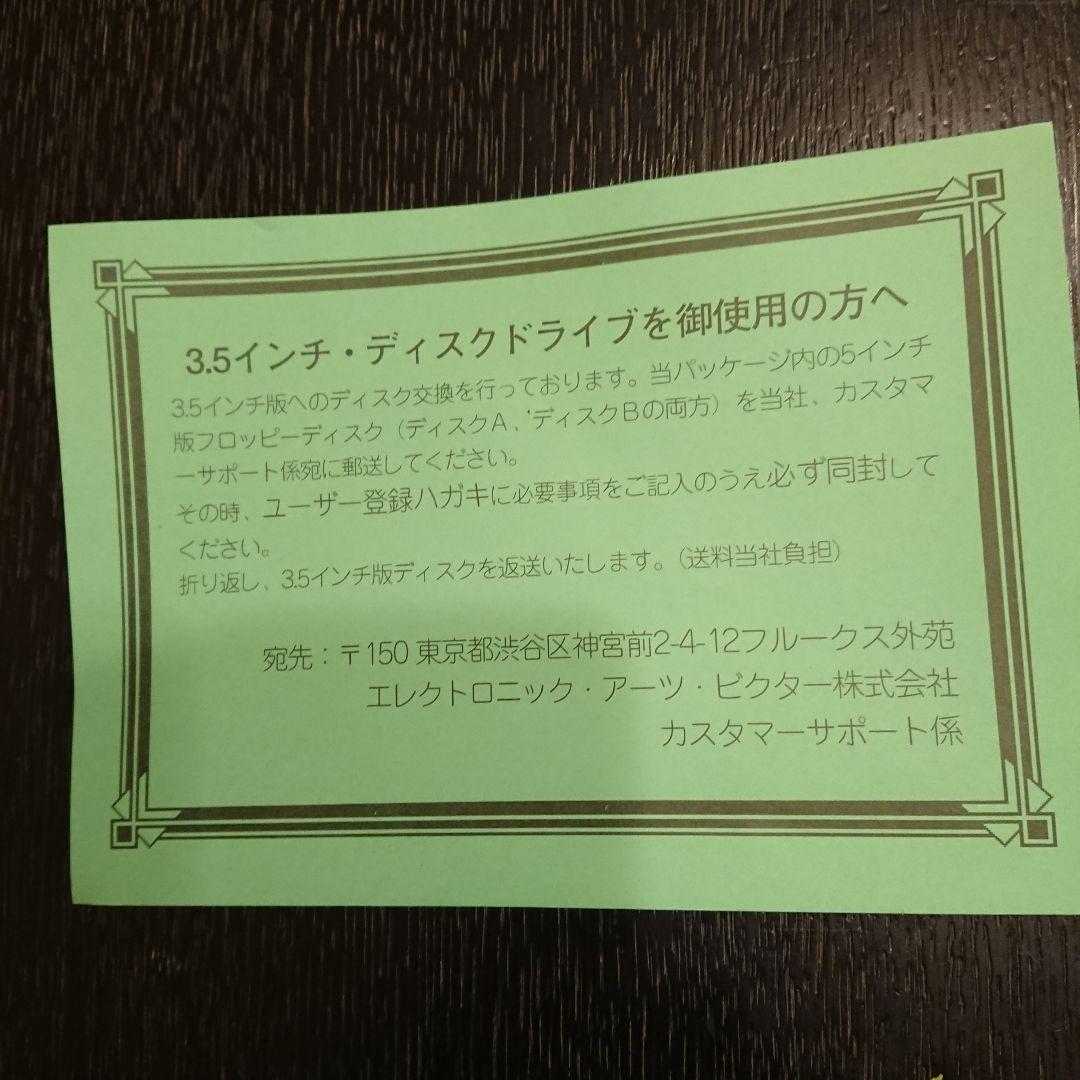 3.5インチ・ディスクドライブを御使用の方へ
3.5インチ版へのディスク交換を行っております。当パッケージ内の5インチ
版フロッピーディスク（ディスクA、ディスクBの両方）を当社、カスタマ
ーサポート係宛に郵送してください。
その時、ユーザー登録ハガキに必要事項をご記入のうえ必ず同封して
ください。
折り返し、3.5インチ版ディスクを返送いたします。（送料当社負担）
宛先：〒150 東京都渋谷区神宮前2-4-12フルークス外苑
エレクトロニック・アーツ・ビクター株式会社
カスタマーサポート係